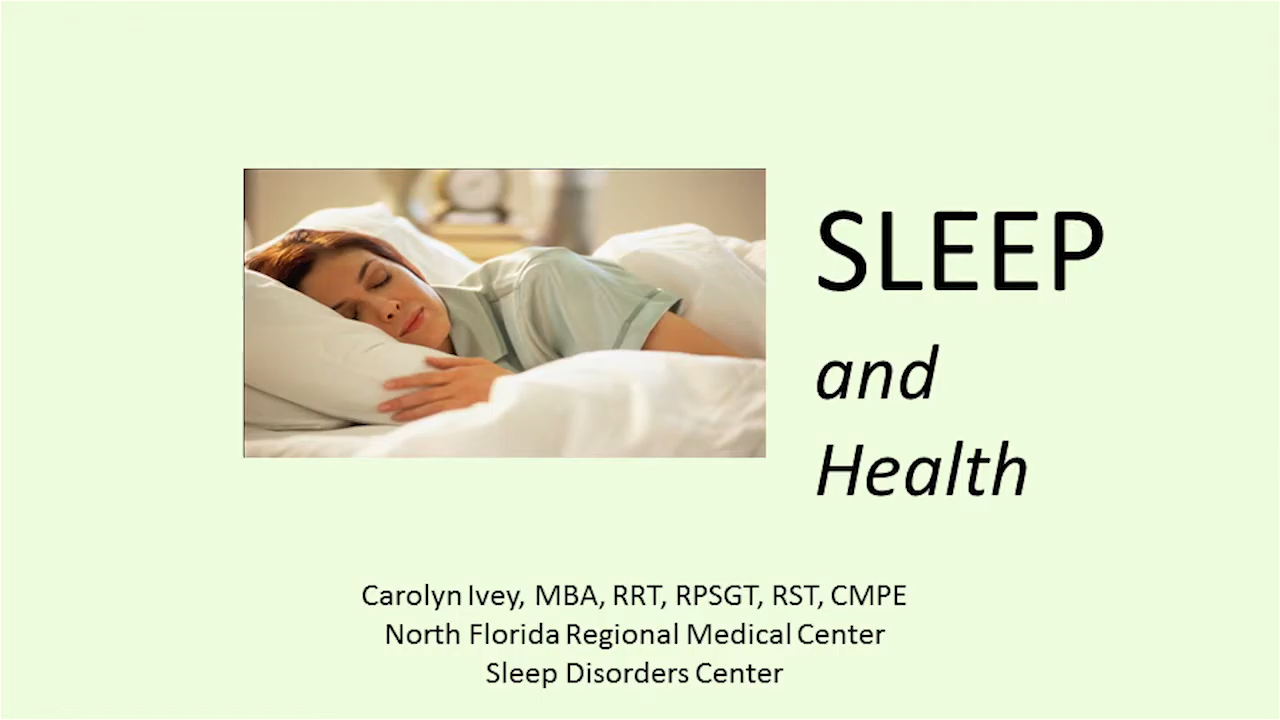 SLEEP
and
Health
Carolyn Ivey, MBA, RRT, RPSGT, RST, CMPE
North Florida Regional Medical Center
Sleep Disorders Center